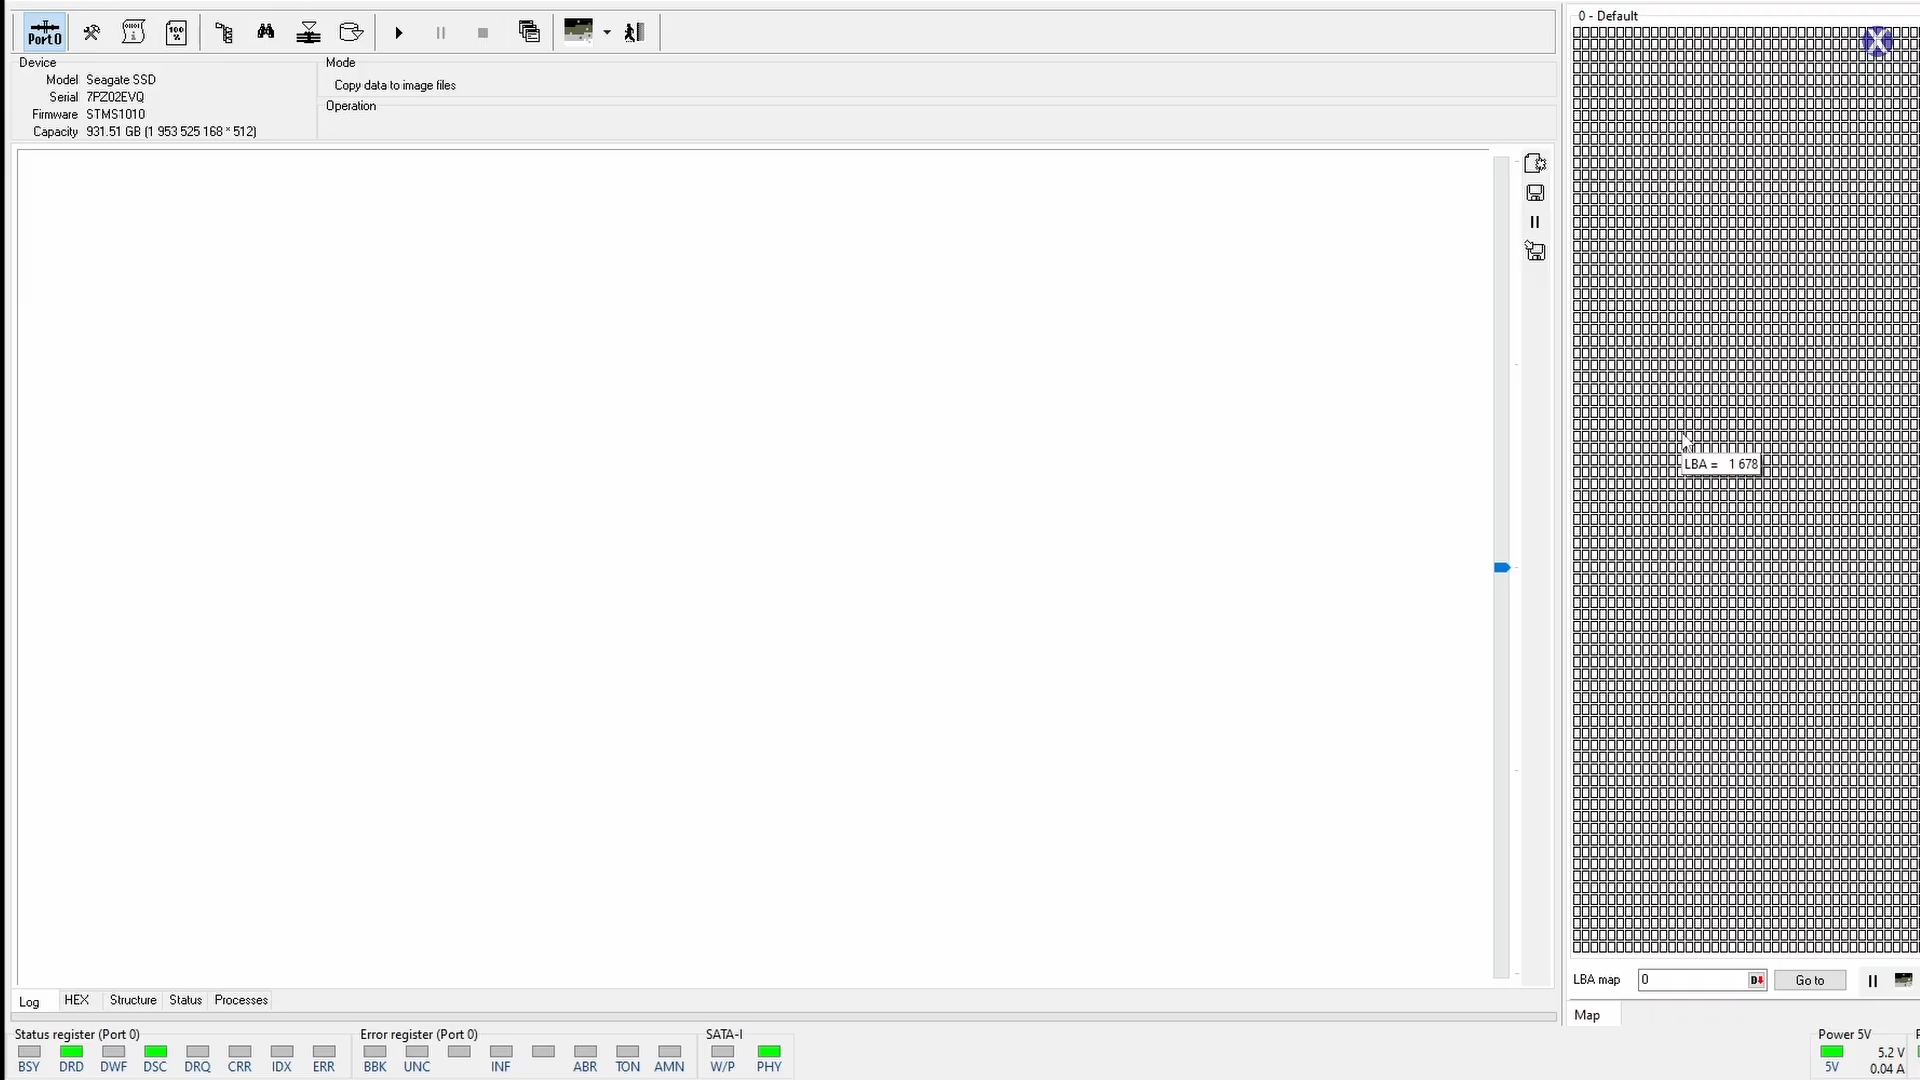 Port 0
Device
Model Seagate SSD
Serial 7PZ02EVQ
Firmware STMS1010
Capacity 931.51 GB (1 953 525 168 * 512)
Mode
Copy data to image files
Operation
0 - Default
X
LBA = 1 678
LBA map 0 D Go to
Map
Log HEX Structure Status Processes
Status register (Port 0) Error register (Port 0) SATA-I
BSY DRD DWF DSC DRQ CRR IDX ERR BBK UNC INF ABR TON AMN W/P PHY
Power 5V
5V 5.2 V
0.04 A